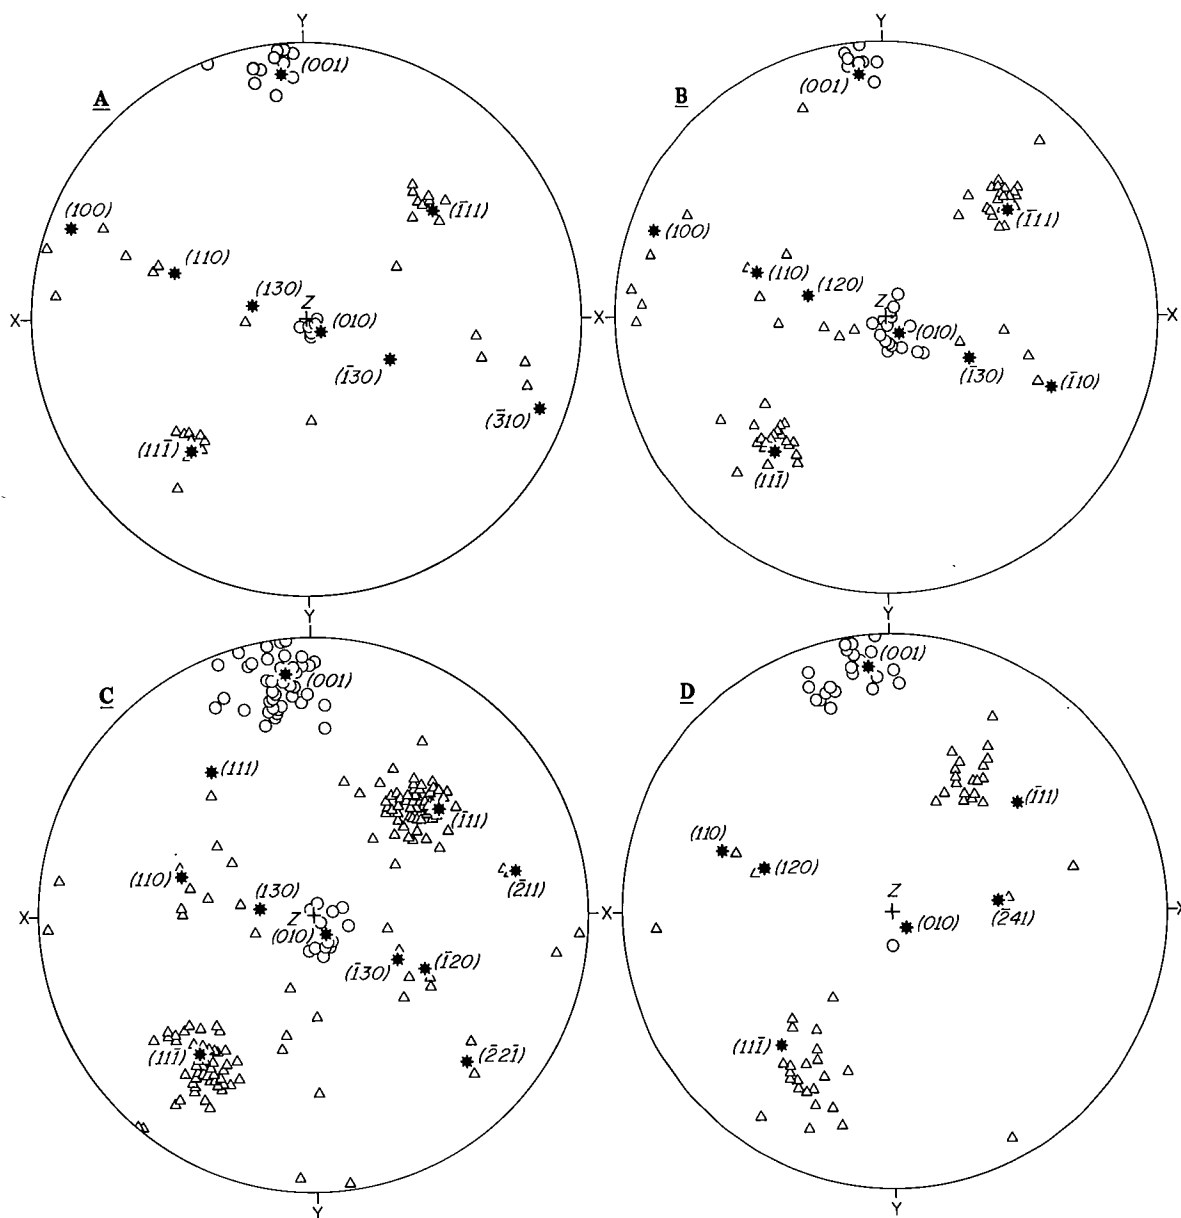 Y
A
(001)
(100)
(110)
(1̄11)
(130)
Z
(010)
(1̄30)
(3̄10)
(111̄)
X
Y
Y
B
(001)
(100)
(110)
(120)
(1̄11)
Z
(010)
(1̄30)
(1̄10)
(111̄)
X
X
Y
C
(001)
(111)
(1̄11)
(110)
(130)
(2̄11)
Z
(010)
(1̄30)
(1̄20)
(111̄)
(2̄21̄)
X
Y
D
(001)
(1̄11)
(110)
(120)
Z
(010)
(2̄41)
(111̄)
X
X
Y